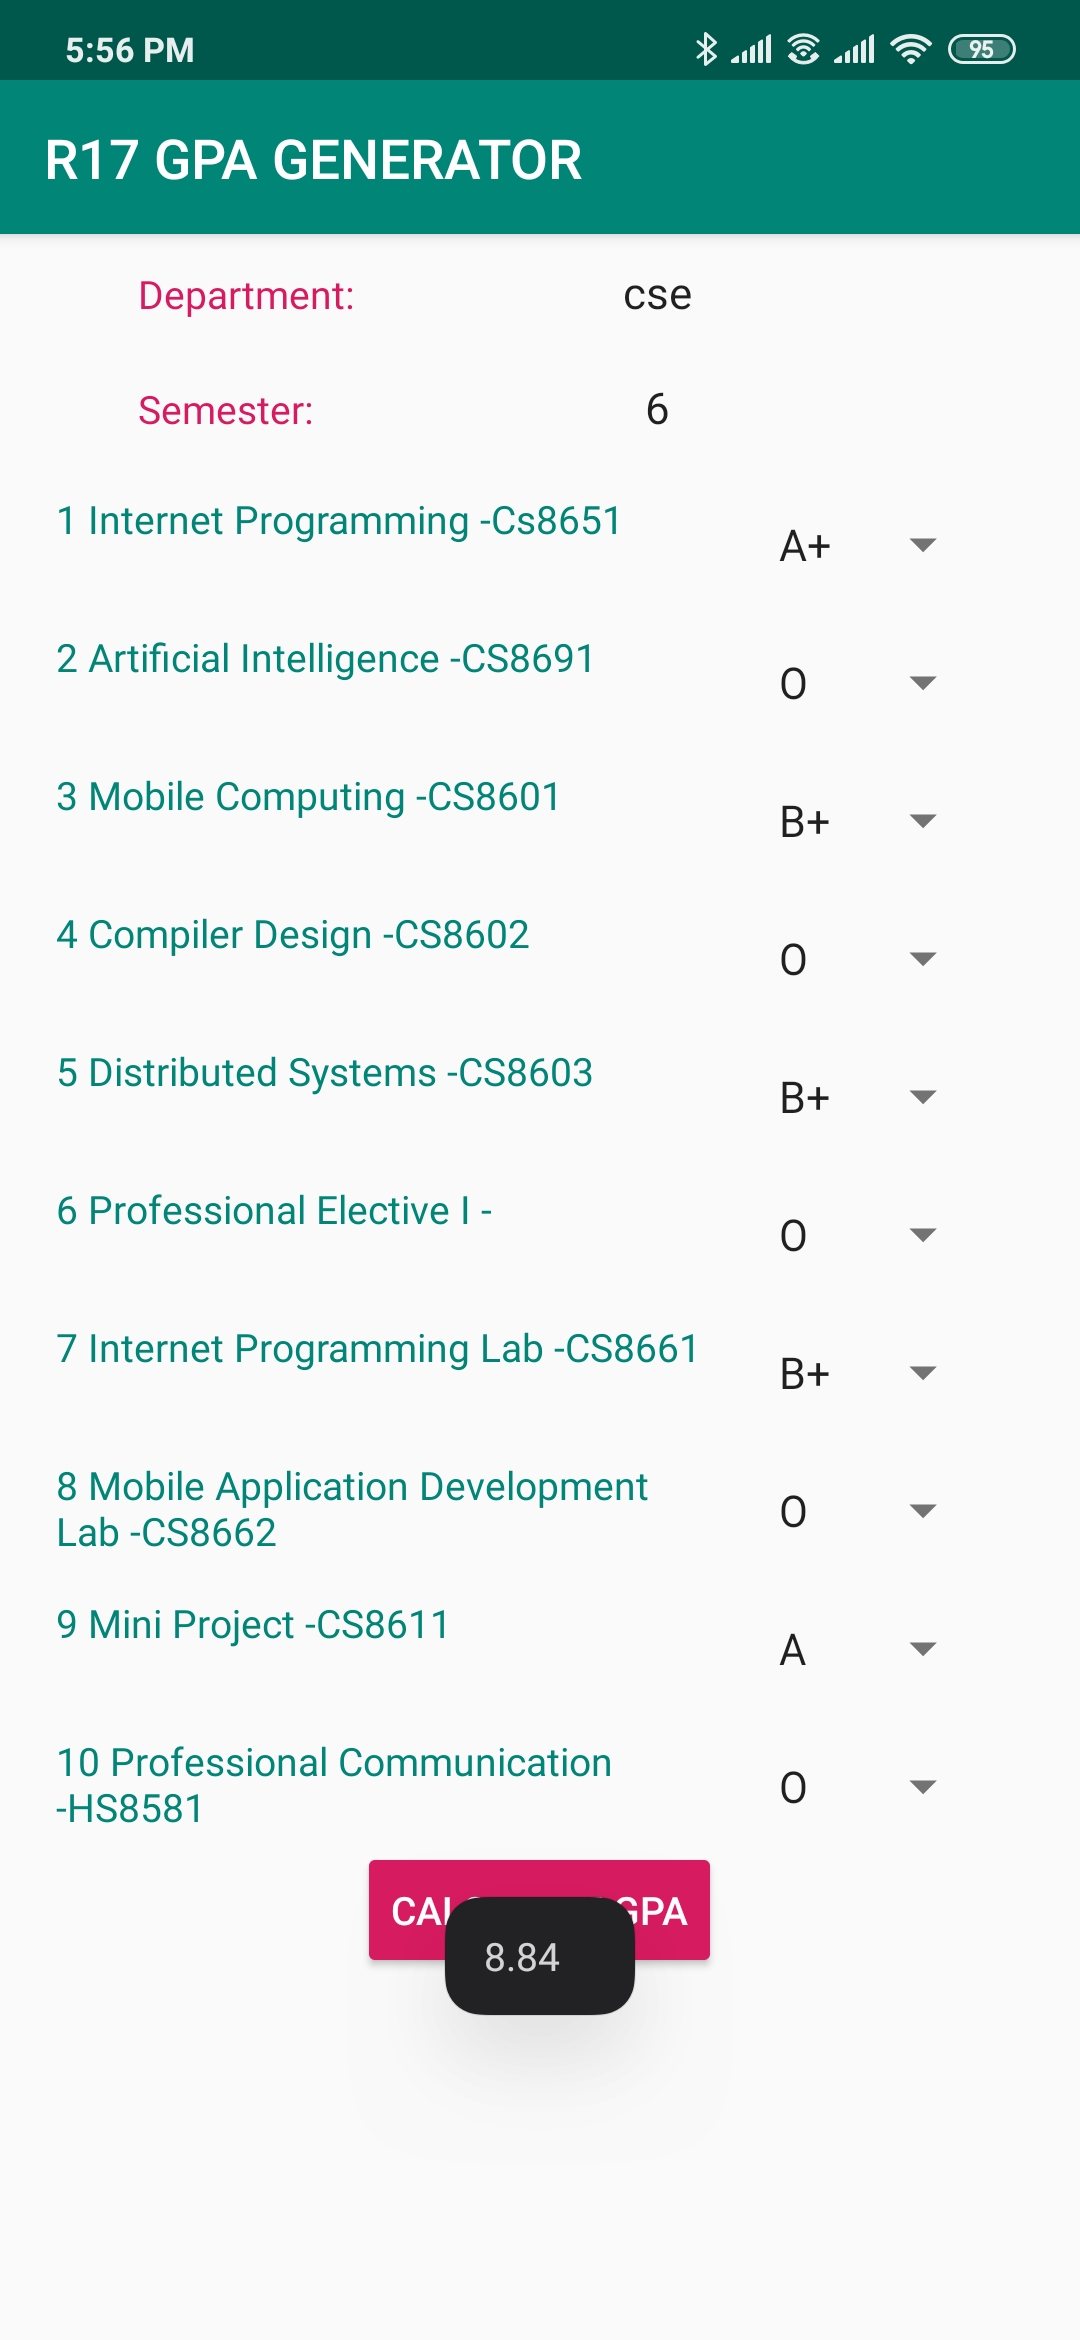 5:56 PM
95
R17 GPA GENERATOR
Department: cse
Semester: 6
1 Internet Programming -Cs8651
A+
2 Artificial Intelligence -CS8691
O
3 Mobile Computing -CS8601
B+
4 Compiler Design -CS8602
O
5 Distributed Systems -CS8603
B+
6 Professional Elective I -
O
7 Internet Programming Lab -CS8661
B+
8 Mobile Application Development
Lab -CS8662
O
9 Mini Project -CS8611
A
10 Professional Communication
-HS8581
O
GPA
8.84